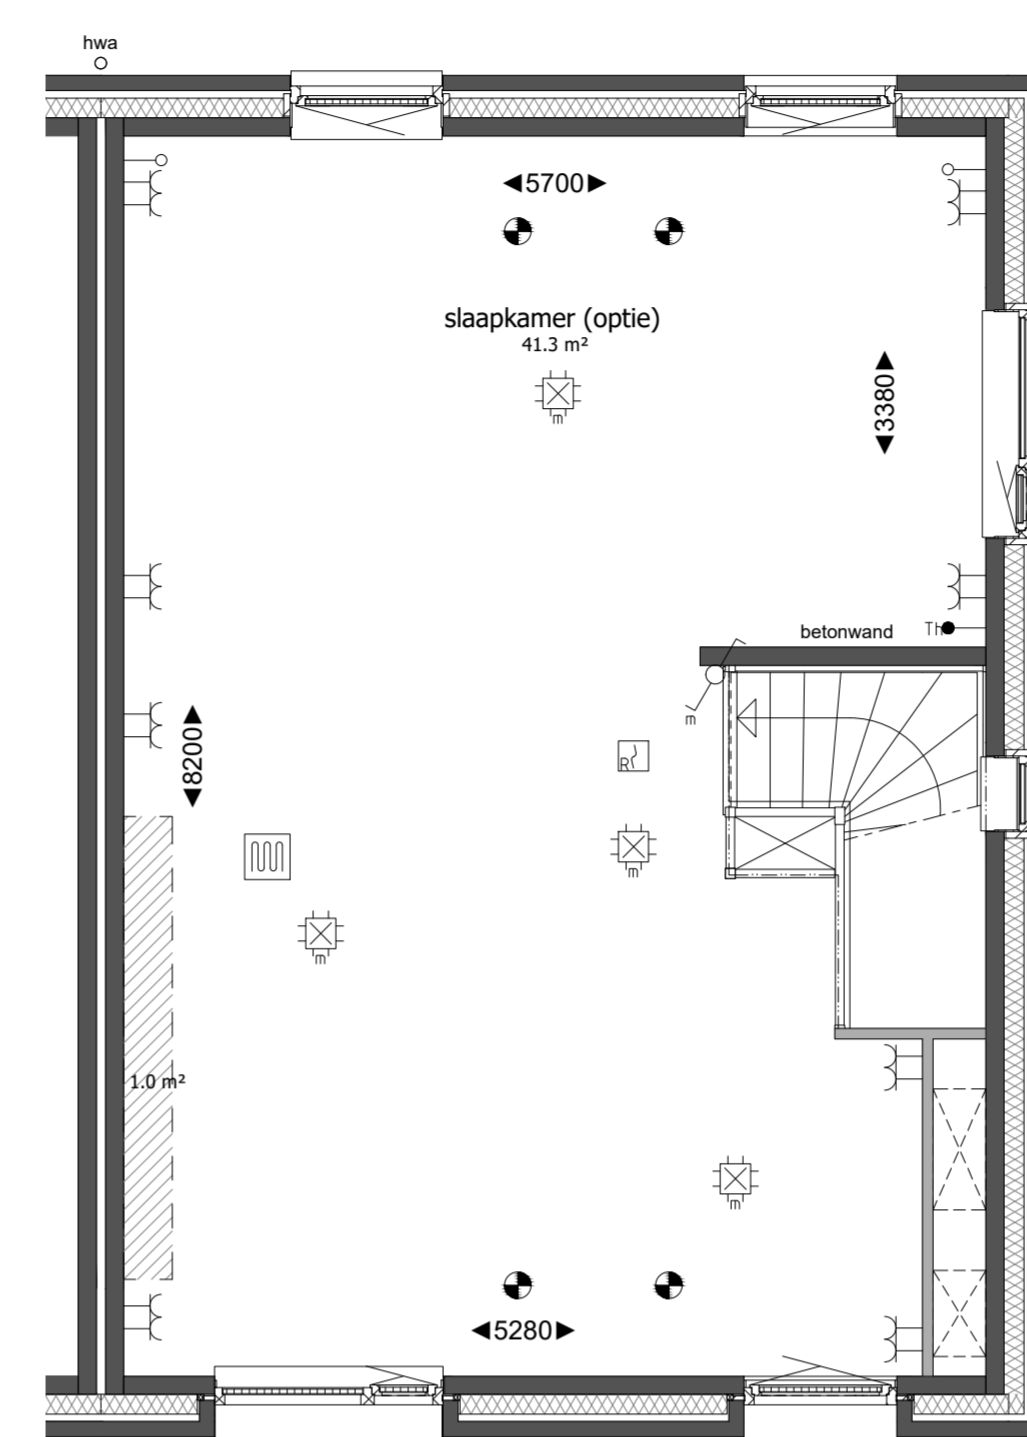 hwa
◀5700▶
slaapkamer (optie)
41.3 m²
m
◀3380▶
betonwand
Th
m
◀8200▶
R
m
m
1.0 m²
m
◀5280▶